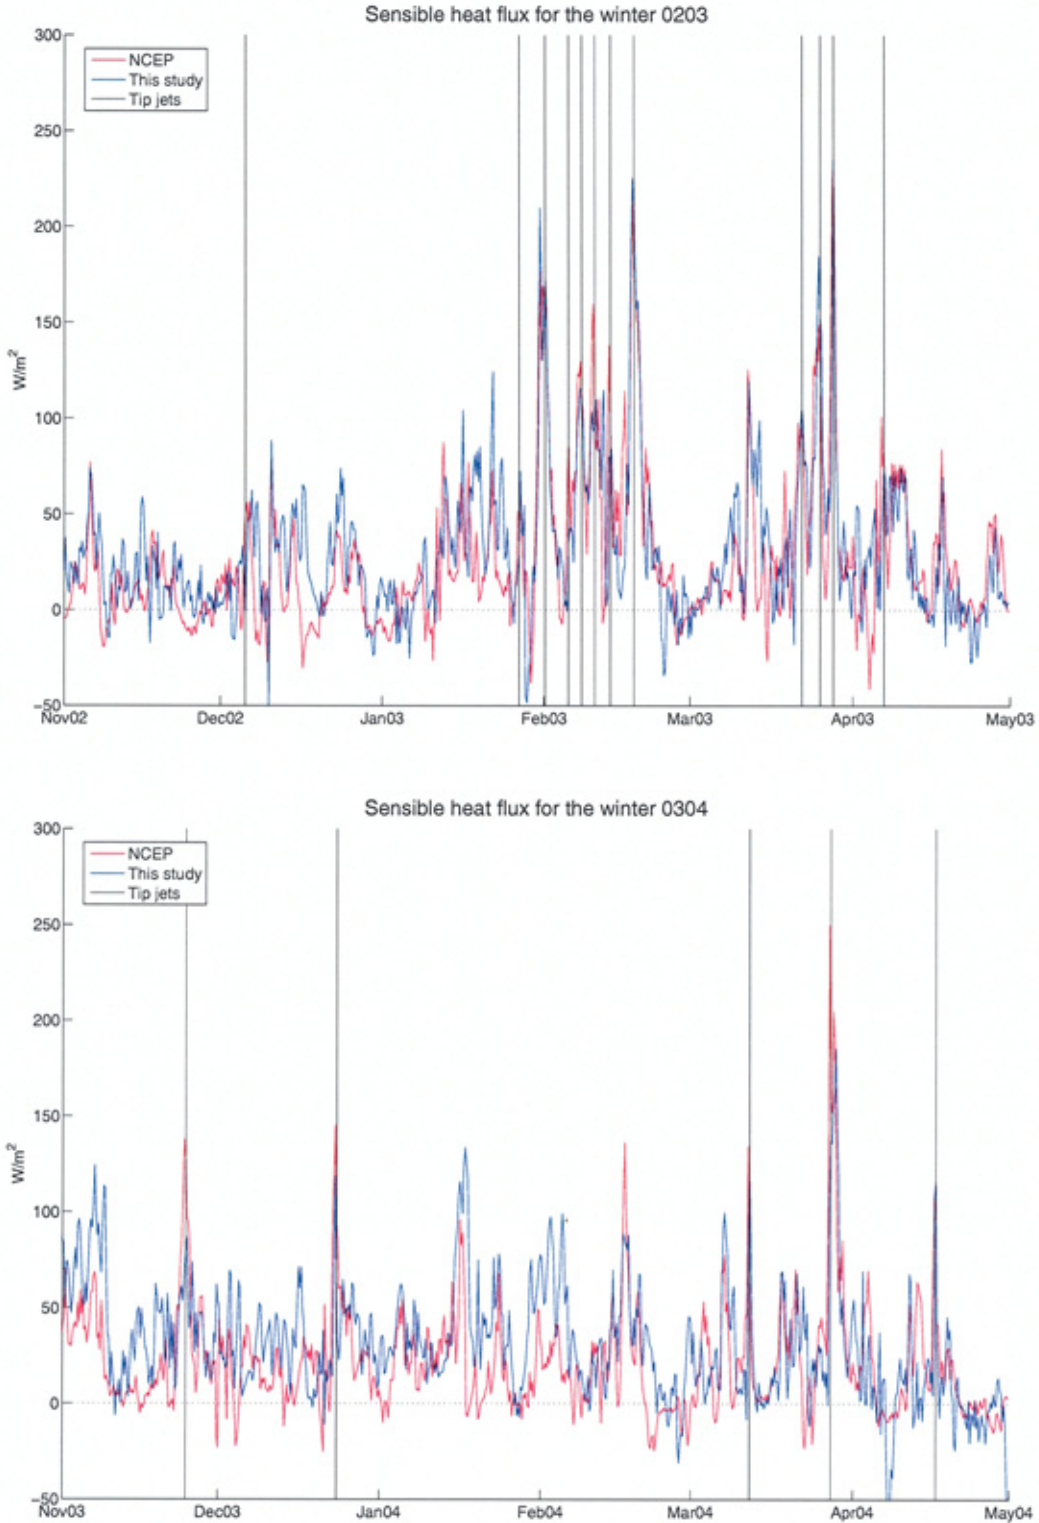 Sensible heat flux for the winter 0203
300
250
200
150
100
50
0
−50
W/m²
NCEP
This study
Tip jets
Nov02 Dec02 Jan03 Feb03 Mar03 Apr03 May03
Sensible heat flux for the winter 0304
300
250
200
150
100
50
0
−50
W/m²
NCEP
This study
Tip jets
Nov03 Dec03 Jan04 Feb04 Mar04 Apr04 May04